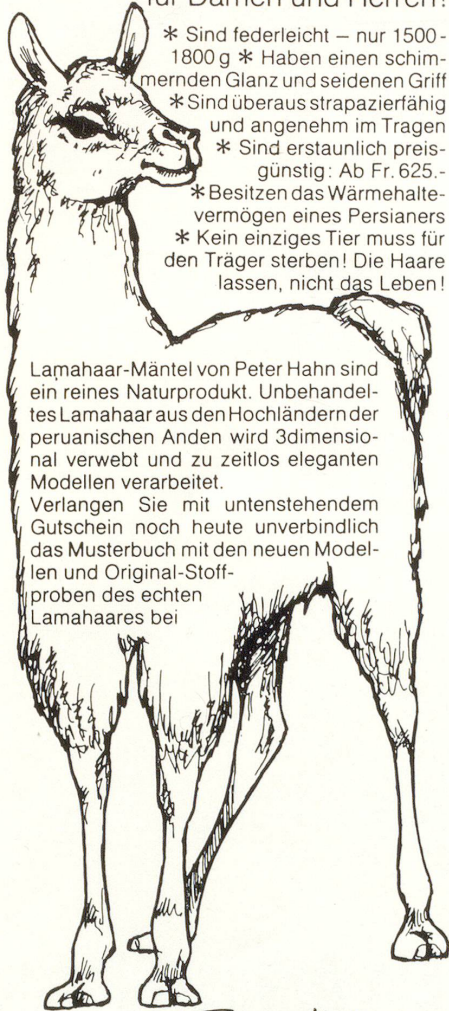 für Damen und Herren!
* Sind federleicht – nur 1500-
1800 g * Haben einen schim-
mernden Glanz und seidenen Griff
* Sind überaus strapazierfähig
und angenehm im Tragen
* Sind erstaunlich preis-
günstig: Ab Fr. 625.-
* Besitzen das Wärmehalte-
vermögen eines Persianers
* Kein einziges Tier muss für
den Träger sterben! Die Haare
lassen, nicht das Leben!
Lamahaar-Mäntel von Peter Hahn sind
ein reines Naturprodukt. Unbehandel-
tes Lamahaar aus den Hochländern der
peruanischen Anden wird 3dimensio-
nal verwebt und zu zeitlos eleganten
Modellen verarbeitet.
Verlangen Sie mit untenstehendem
Gutschein noch heute unverbindlich
das Musterbuch mit den neuen Model-
len und Original-Stoff-
proben des echten
Lamahaares bei